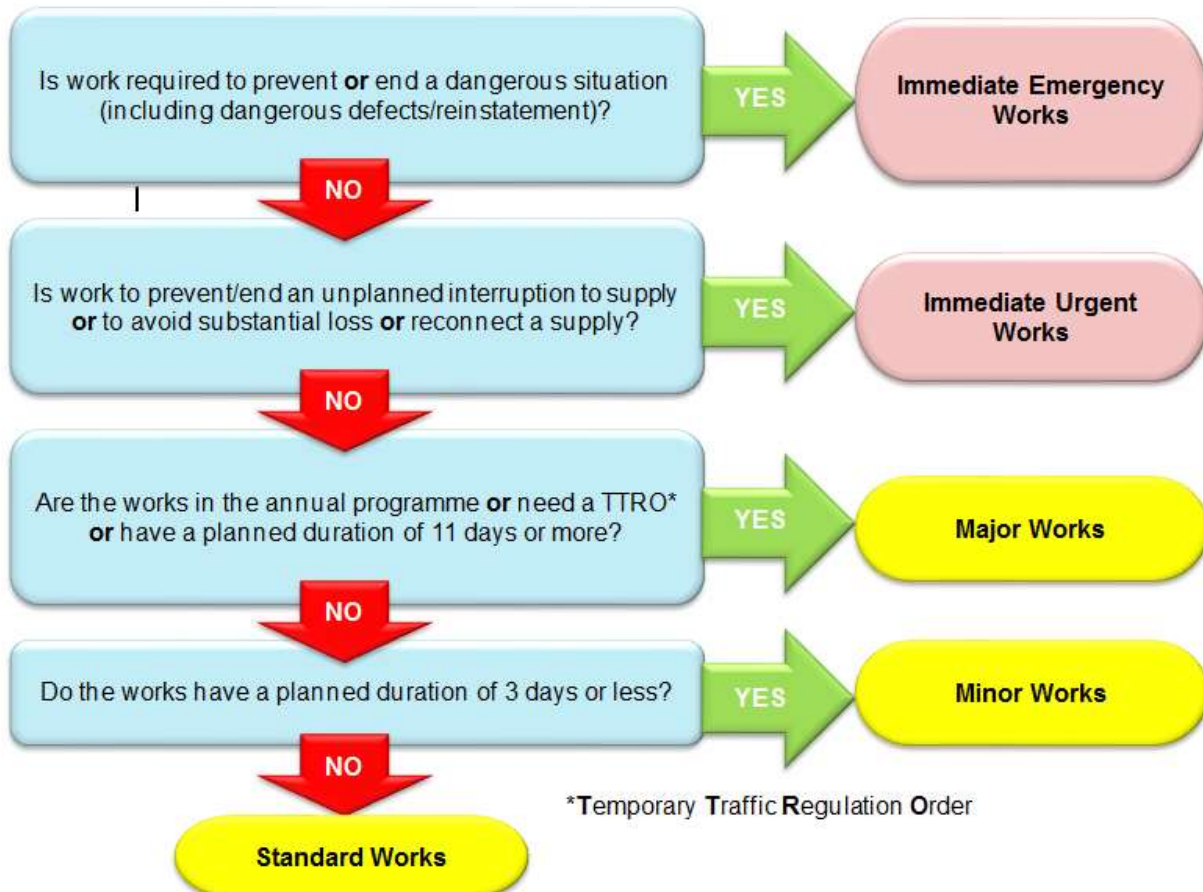 Is work required to prevent or end a dangerous situation
(including dangerous defects/reinstatement)?
YES
Immediate Emergency
Works
NO
Is work to prevent/end an unplanned interruption to supply
or to avoid substantial loss or reconnect a supply?
YES
Immediate Urgent
Works
NO
Are the works in the annual programme or need a TTRO*
or have a planned duration of 11 days or more?
YES
Major Works
NO
Do the works have a planned duration of 3 days or less?
YES
Minor Works
NO
*Temporary Traffic Regulation Order
Standard Works